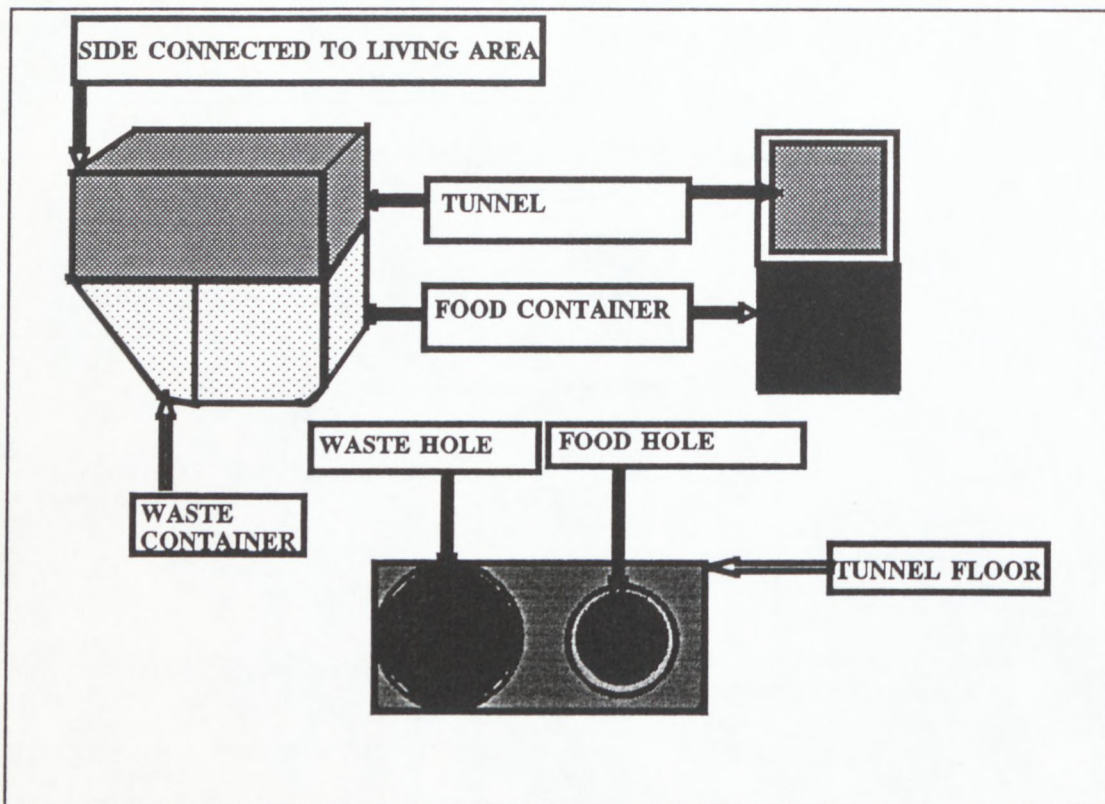 SIDE CONNECTED TO LIVING AREA
TUNNEL
FOOD CONTAINER
WASTE HOLE
FOOD HOLE
WASTE
CONTAINER
TUNNEL FLOOR